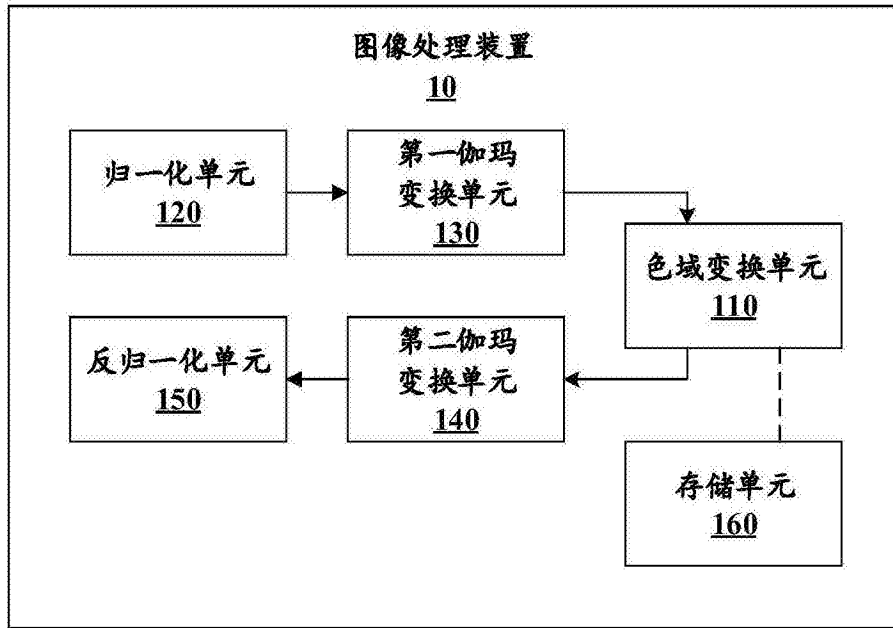 图像处理装置
10
归一化单元
120
第一伽玛
变换单元
130
色域变换单元
110
反归一化单元
150
第二伽玛
变换单元
140
存储单元
160